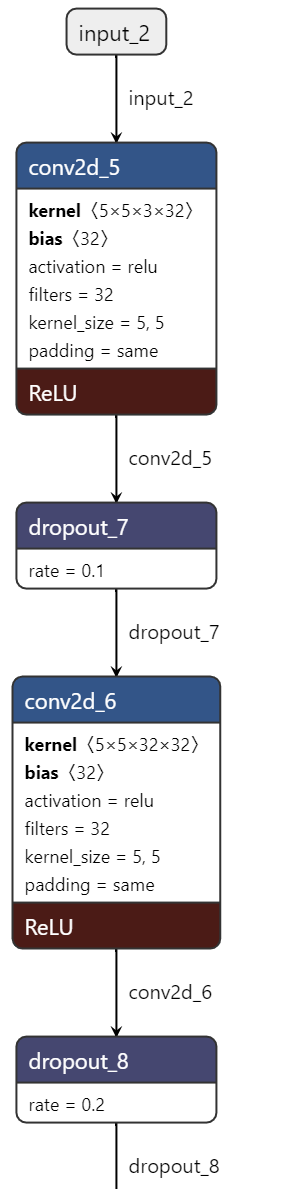 input_2
input_2
conv2d_5
kernel〈5×5×3×32〉
bias〈32〉
activation = relu
filters = 32
kernel_size = 5, 5
padding = same
ReLU
conv2d_5
dropout_7
rate = 0.1
dropout_7
conv2d_6
kernel〈5×5×32×32〉
bias〈32〉
activation = relu
filters = 32
kernel_size = 5, 5
padding = same
ReLU
conv2d_6
dropout_8
rate = 0.2
dropout_8